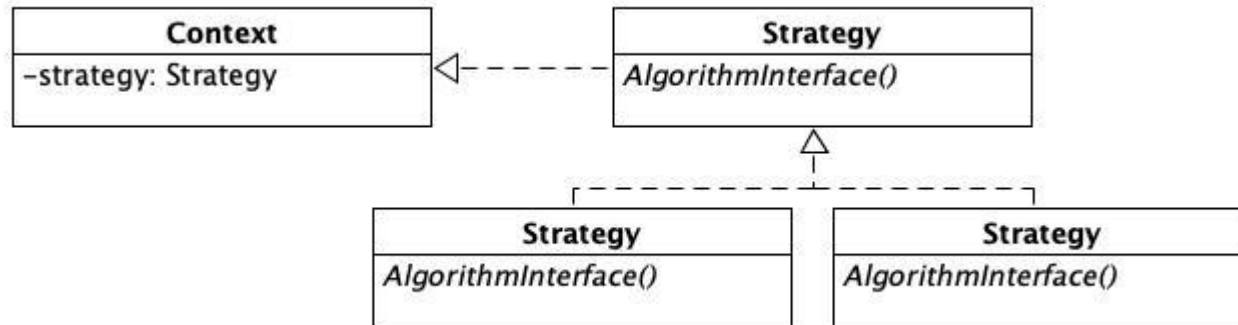 Context
-strategy: Strategy
Strategy
AlgorithmInterface()
Strategy
AlgorithmInterface()
Strategy
AlgorithmInterface()